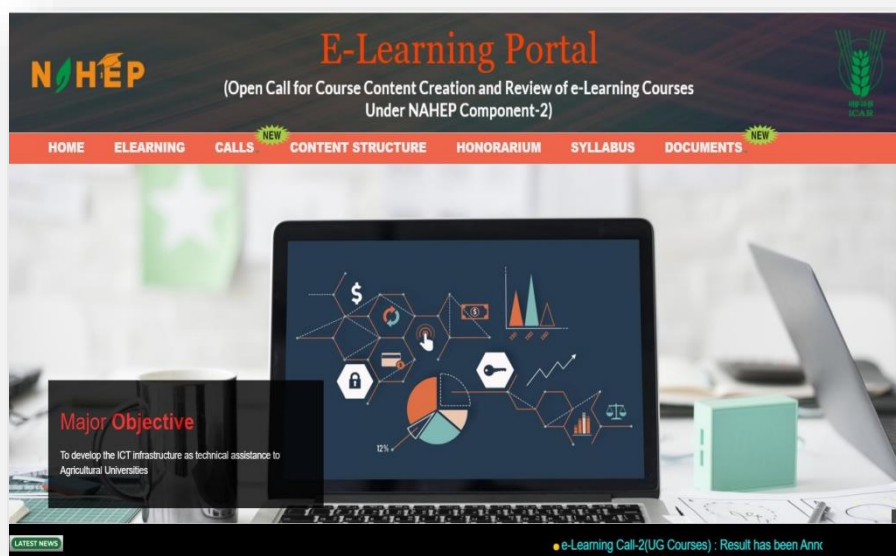 E-Learning Portal
NAHEP
(Open Call for Course Content Creation and Review of e-Learning Courses
Under NAHEP Component-2)
ICAR
HOME ELEARNING CALLS NEW CONTENT STRUCTURE HONORARIUM SYLLABUS DOCUMENTS NEW
$
12%
Major Objective
To develop the ICT infrastructure as technical assistance to
Agricultural Universities
LATEST NEWS
e-Learning Call-2(UG Courses) : Result has been Anno